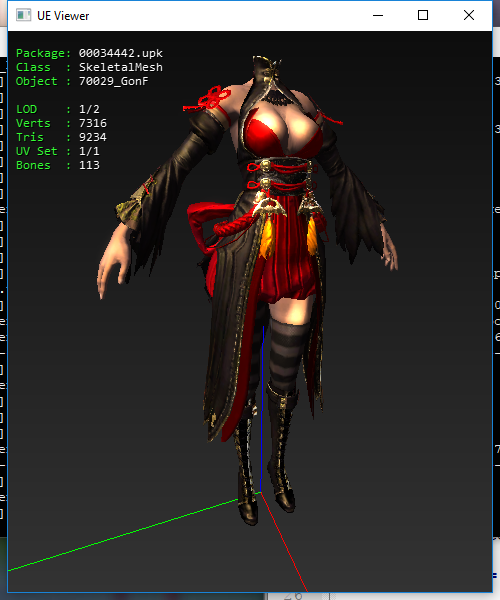 UE Viewer
Package: 00034442.upk
Class : SkeletalMesh
Object : 70029_GonF
LOD : 1/2
Verts : 7316
Tris : 9234
UV Set : 1/1
Bones : 113